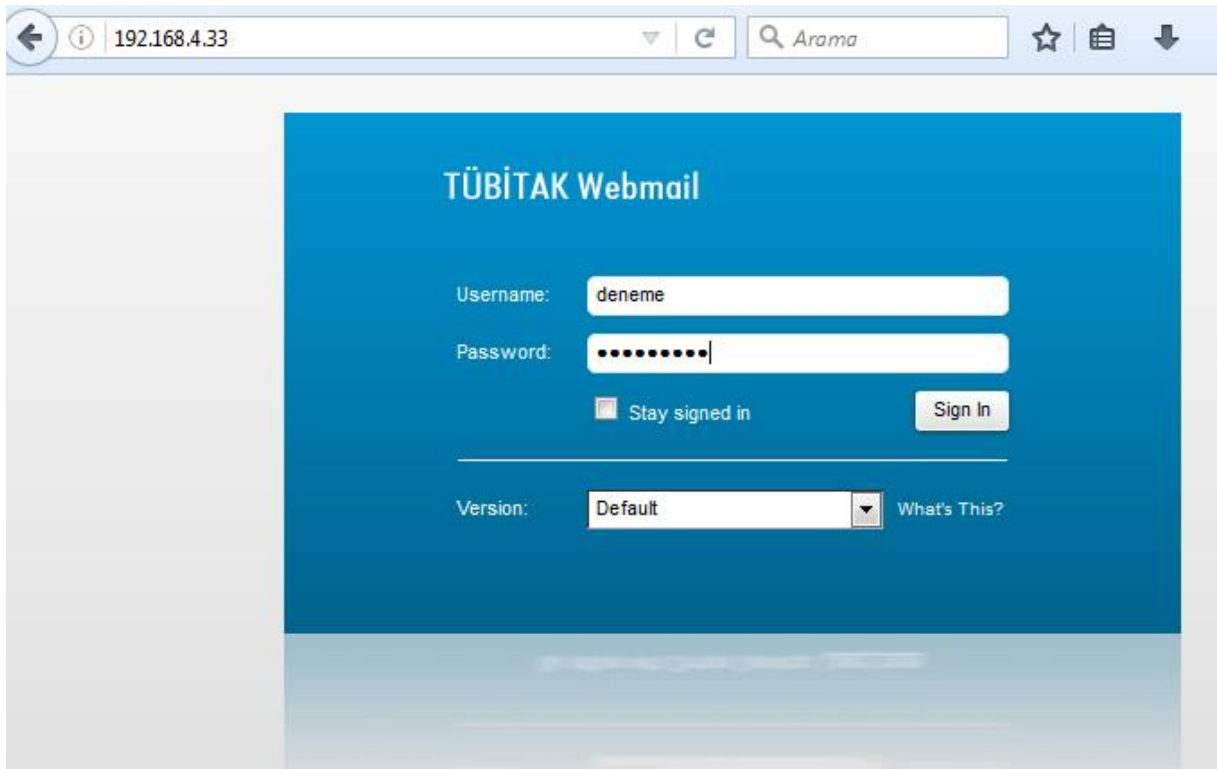 192.168.4.33 Arama
TÜBİTAK Webmail
Username: deneme
Password: •••••••••
Stay signed in Sign In
Version: Default What's This?